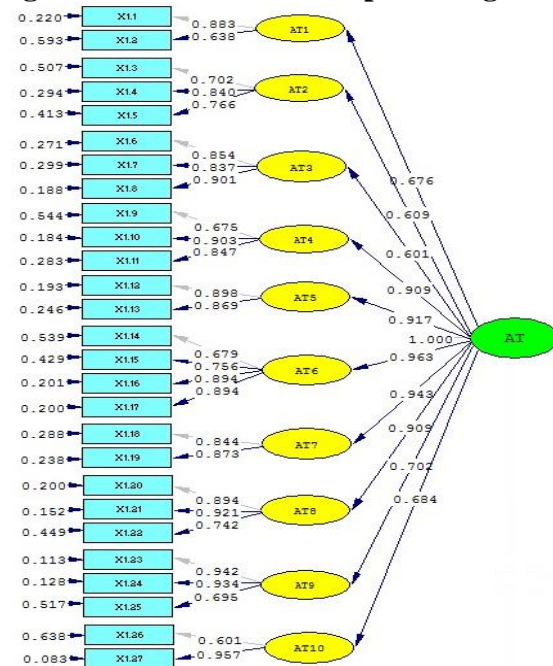 0.220 X1.1 0.883 AT1
0.593 X1.2 0.638
0.507 X1.3 0.702 AT2
0.294 X1.4 0.840
0.413 X1.5 0.766
0.271 X1.6 0.854 AT3
0.299 X1.7 0.837
0.188 X1.8 0.901
0.544 X1.9 0.675 AT4
0.184 X1.10 0.903
0.283 X1.11 0.847
0.193 X1.12 0.898 AT5
0.246 X1.13 0.869
0.539 X1.14 0.679 AT6
0.429 X1.15 0.756
0.201 X1.16 0.894
0.200 X1.17 0.894
0.288 X1.18 0.844 AT7
0.238 X1.19 0.873
0.200 X1.20 0.894 AT8
0.152 X1.21 0.921
0.449 X1.22 0.742
0.113 X1.23 0.942 AT9
0.128 X1.24 0.934
0.517 X1.25 0.695
0.638 X1.26 0.601 AT10
0.083 X1.27 0.957
0.676
0.609
0.601
0.909
0.917
1.000 AT
0.963
0.943
0.909
0.702
0.684